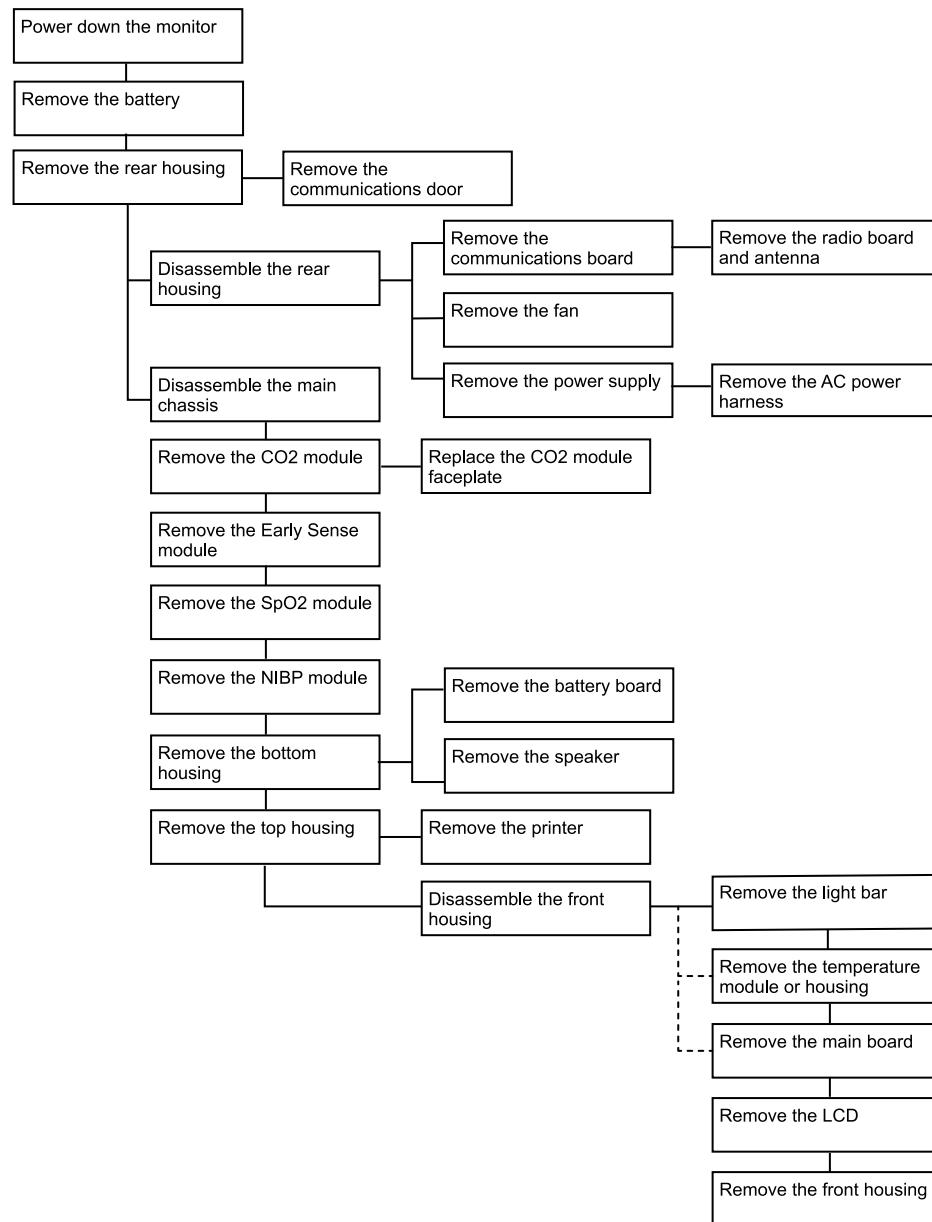 Power down the monitor
Remove the battery
Remove the rear housing
Remove the
communications door
Disassemble the rear
housing
Remove the
communications board
Remove the radio board
and antenna
Remove the fan
Remove the power supply
Remove the AC power
harness
Disassemble the main
chassis
Remove the CO2 module
Replace the CO2 module
faceplate
Remove the Early Sense
module
Remove the SpO2 module
Remove the NIBP module
Remove the battery board
Remove the bottom
housing
Remove the speaker
Remove the top housing
Remove the printer
Disassemble the front
housing
Remove the light bar
Remove the temperature
module or housing
Remove the main board
Remove the LCD
Remove the front housing